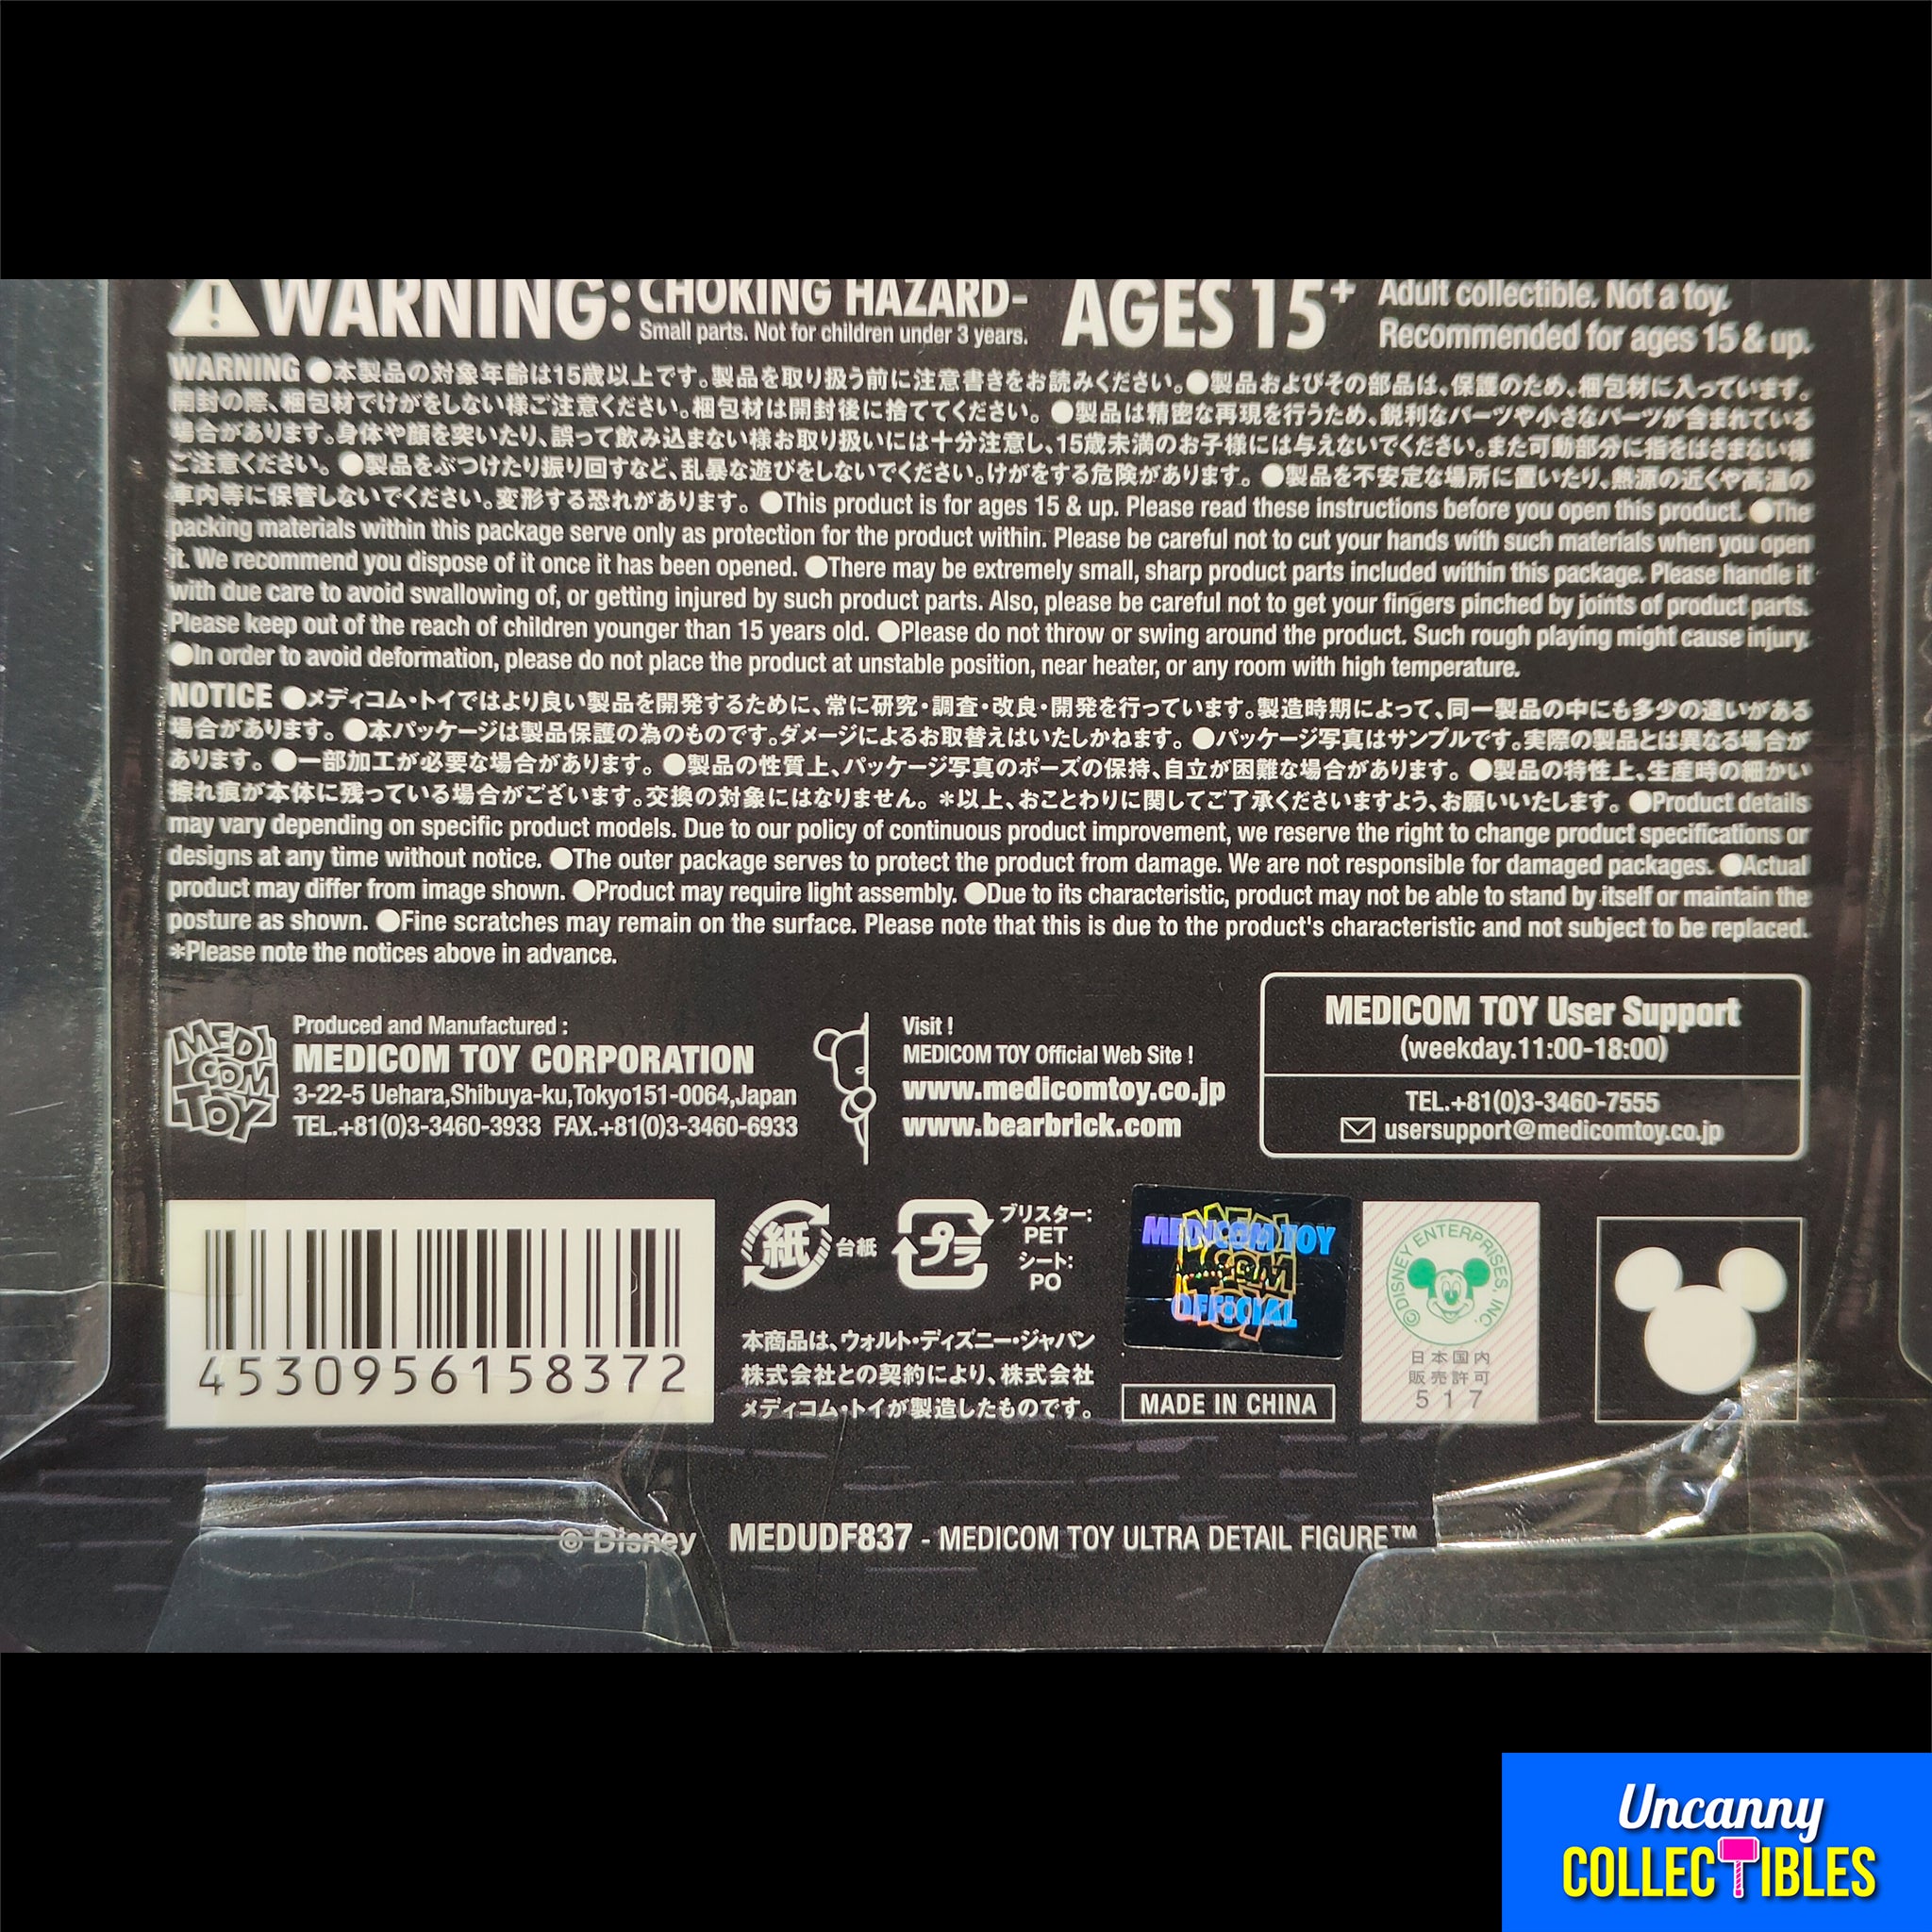 WARNING: CHOKING HAZARD-
Small parts. Not for children under 3 years.
AGES 15+
Adult collectible. Not a toy.
Recommended for ages 15 & up.
WARNING ●本製品の対象年齢は15歳以上です。製品を取り扱う前に注意書きをお読みください。●製品およびその部品は、保護のため、梱包材に入っています。
開封の際、梱包材でけがをしない様ご注意ください。梱包材は開封後に捨ててください。 ●製品は精密な再現を行うため、鋭利なパーツや小さなパーツが含まれている
場合があります。身体や顔を突いたり、誤って飲み込まない様お取り扱いには十分注意し、15歳未満のお子様には与えないでください。また可動部分に指をはさまない様
ご注意ください。 ●製品をぶつけたり振り回すなど、乱暴な遊びをしないでください。けがをする危険があります。 ●製品を不安定な場所に置いたり、熱源の近くや高温の
車内等に保管しないでください。変形する恐れがあります。 ●This product is for ages 15 & up. Please read these instructions before you open this product. ●The
packing materials within this package serve only as protection for the product within. Please be careful not to cut your hands with such materials when you open
it. We recommend you dispose of it once it has been opened. ●There may be extremely small, sharp product parts included within this package. Please handle it
with due care to avoid swallowing of, or getting injured by such product parts. Also, please be careful not to get your fingers pinched by joints of product parts.
Please keep out of the reach of children younger than 15 years old. ●Please do not throw or swing around the product. Such rough playing might cause injury.
●In order to avoid deformation, please do not place the product at unstable position, near heater, or any room with high temperature.
NOTICE ●メディコム・トイではより良い製品を開発するために、常に研究・調査・改良・開発を行っています。製造時期によって、同一製品の中にも多少の違いがある
場合があります。 ●本パッケージは製品保護の為のものです。ダメージによるお取替えはいたしかねます。 ●パッケージ写真はサンプルです。実際の製品とは異なる場合が
あります。 ●一部加工が必要な場合があります。 ●製品の性質上、パッケージ写真のポーズの保持、自立が困難な場合があります。 ●製品の特性上、生産時の細かい
擦れ痕が本体に残っている場合がございます。交換の対象にはなりません。 *以上、おことわりに関してご了承くださいますよう、お願いいたします。 ●Product details
may vary depending on specific product models. Due to our policy of continuous product improvement, we reserve the right to change product specifications or
designs at any time without notice. ●The outer package serves to protect the product from damage. We are not responsible for damaged packages. ●Actual
product may differ from image shown. ●Product may require light assembly. ●Due to its characteristic, product may not be able to stand by itself or maintain the
posture as shown. ●Fine scratches may remain on the surface. Please note that this is due to the product's characteristic and not subject to be replaced.
*Please note the notices above in advance.
MEDI
COM
TOY
Produced and Manufactured :
MEDICOM TOY CORPORATION
3-22-5 Uehara,Shibuya-ku,Tokyo151-0064,Japan
TEL.+81(0)3-3460-3933 FAX.+81(0)3-3460-6933
Visit !
MEDICOM TOY Official Web Site !
www.medicomtoy.co.jp
www.bearbrick.com
MEDICOM TOY User Support
(weekday.11:00-18:00)
TEL.+81(0)3-3460-7555
usersupport@medicomtoy.co.jp
4530956158372
紙 台紙
プラ
ブリスター:
PET
シート:
PO
本商品は、ウォルト・ディズニー・ジャパン
株式会社との契約により、株式会社
メディコム・トイが製造したものです。
MEDICOM TOY
OFFICIAL
MADE IN CHINA
©DISNEY ENTERPRISES, INC.
日本国内
販売許可
517
© Disney MEDUDF837 - MEDICOM TOY ULTRA DETAIL FIGURE™
Uncanny
COLLECTIBLES